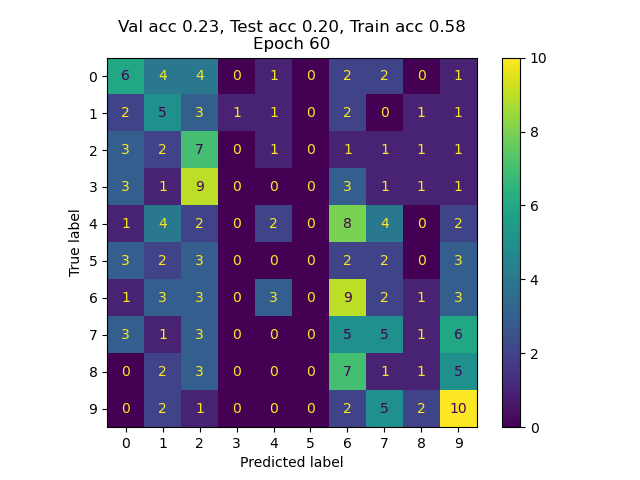 Val acc 0.23, Test acc 0.20, Train acc 0.58
Epoch 60
0 6 4 4 0 1 0 2 2 0 1
1 2 5 3 1 1 0 2 0 1 1
2 3 2 7 0 1 0 1 1 1 1
3 3 1 9 0 0 0 3 1 1 1
4 1 4 2 0 2 0 8 4 0 2
5 3 2 3 0 0 0 2 2 0 3
6 1 3 3 0 3 0 9 2 1 3
7 3 1 3 0 0 0 5 5 1 6
8 0 2 3 0 0 0 7 1 1 5
9 0 2 1 0 0 0 2 5 2 10
0 1 2 3 4 5 6 7 8 9
Predicted label
True label
10
8
6
4
2
0